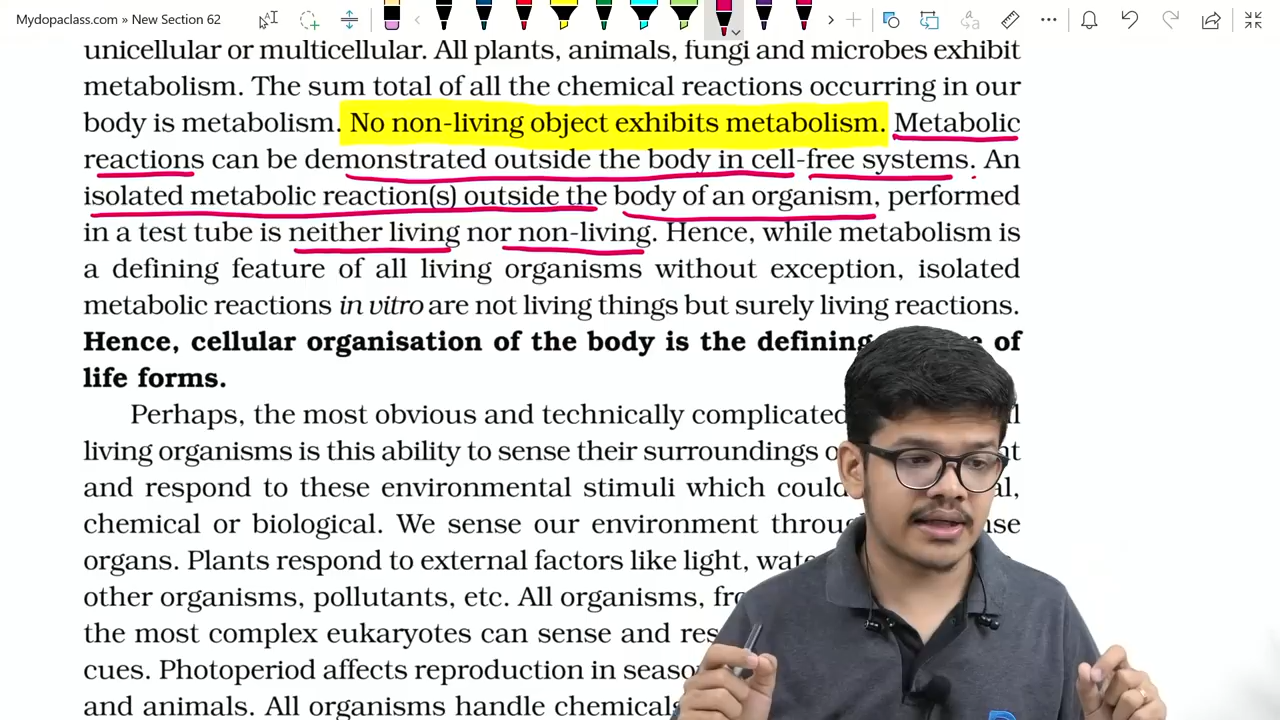 Mydopaclass.com » New Section 62
unicellular or multicellular. All plants, animals, fungi and microbes exhibit
metabolism. The sum total of all the chemical reactions occurring in our
body is metabolism. No non-living object exhibits metabolism. Metabolic
reactions can be demonstrated outside the body in cell-free systems. An
isolated metabolic reaction(s) outside the body of an organism, performed
in a test tube is neither living nor non-living. Hence, while metabolism is
a defining feature of all living organisms without exception, isolated
metabolic reactions in vitro are not living things but surely living reactions.
Hence, cellular organisation of the body is the defining of
life forms.
Perhaps, the most obvious and technically complicated
living organisms is this ability to sense their surroundings
and respond to these environmental stimuli which could
chemical or biological. We sense our environment
organs. Plants respond to external factors like light,
other organisms, pollutants, etc. All organisms,
the most complex eukaryotes can sense and
cues. Photoperiod affects reproduction in
and animals. All organisms handle chemicals